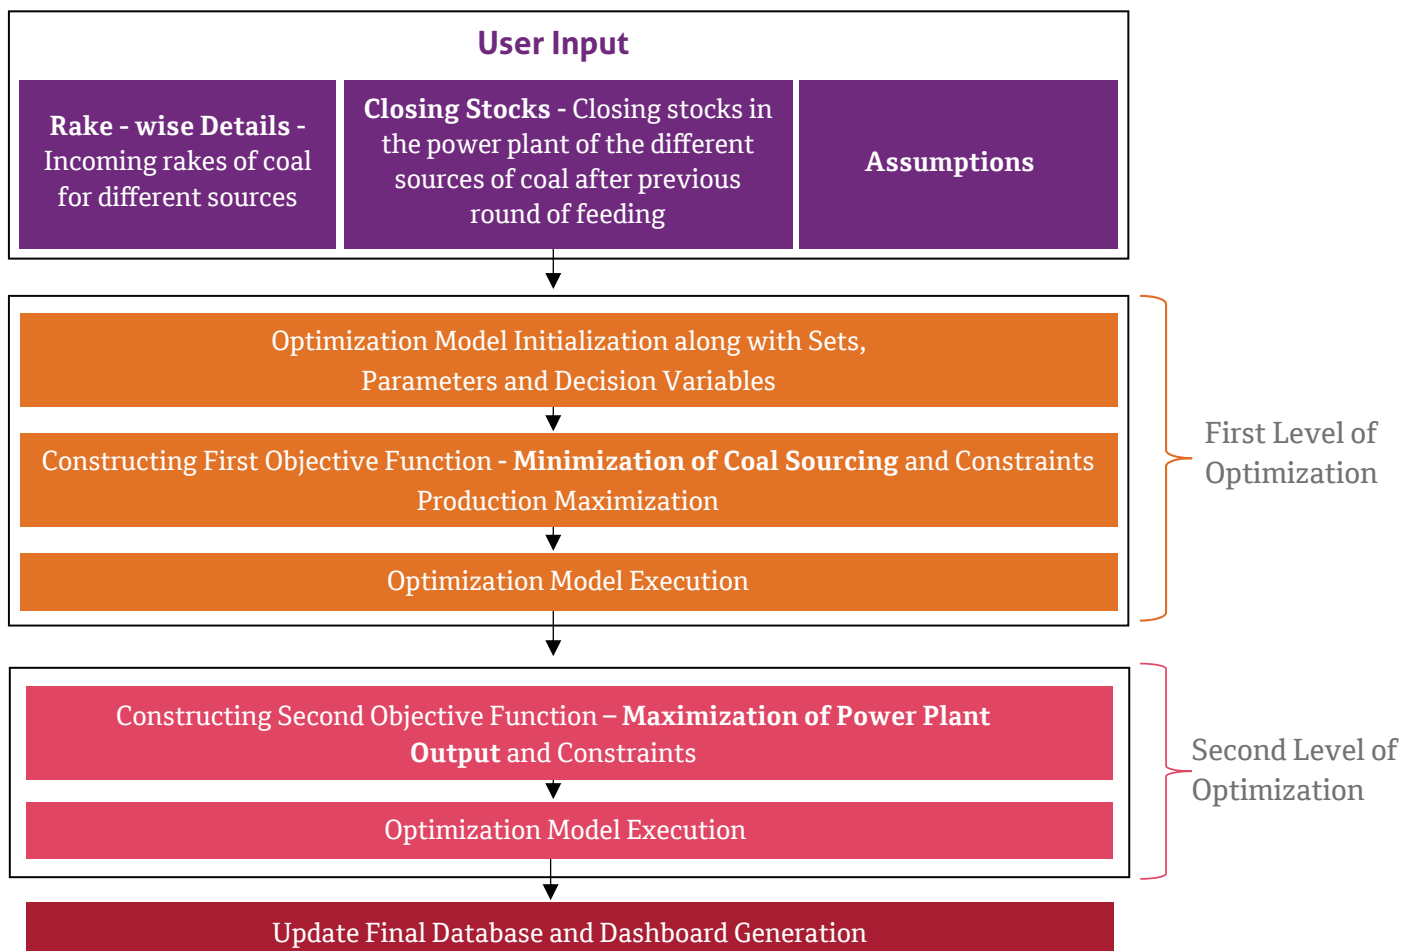 User Input
Rake - wise Details -
Incoming rakes of coal
for different sources
Closing Stocks - Closing stocks in
the power plant of the different
sources of coal after previous
round of feeding
Assumptions
Optimization Model Initialization along with Sets,
Parameters and Decision Variables
Constructing First Objective Function - Minimization of Coal Sourcing and Constraints
Production Maximization
Optimization Model Execution
First Level of
Optimization
Constructing Second Objective Function – Maximization of Power Plant
Output and Constraints
Optimization Model Execution
Second Level of
Optimization
Update Final Database and Dashboard Generation